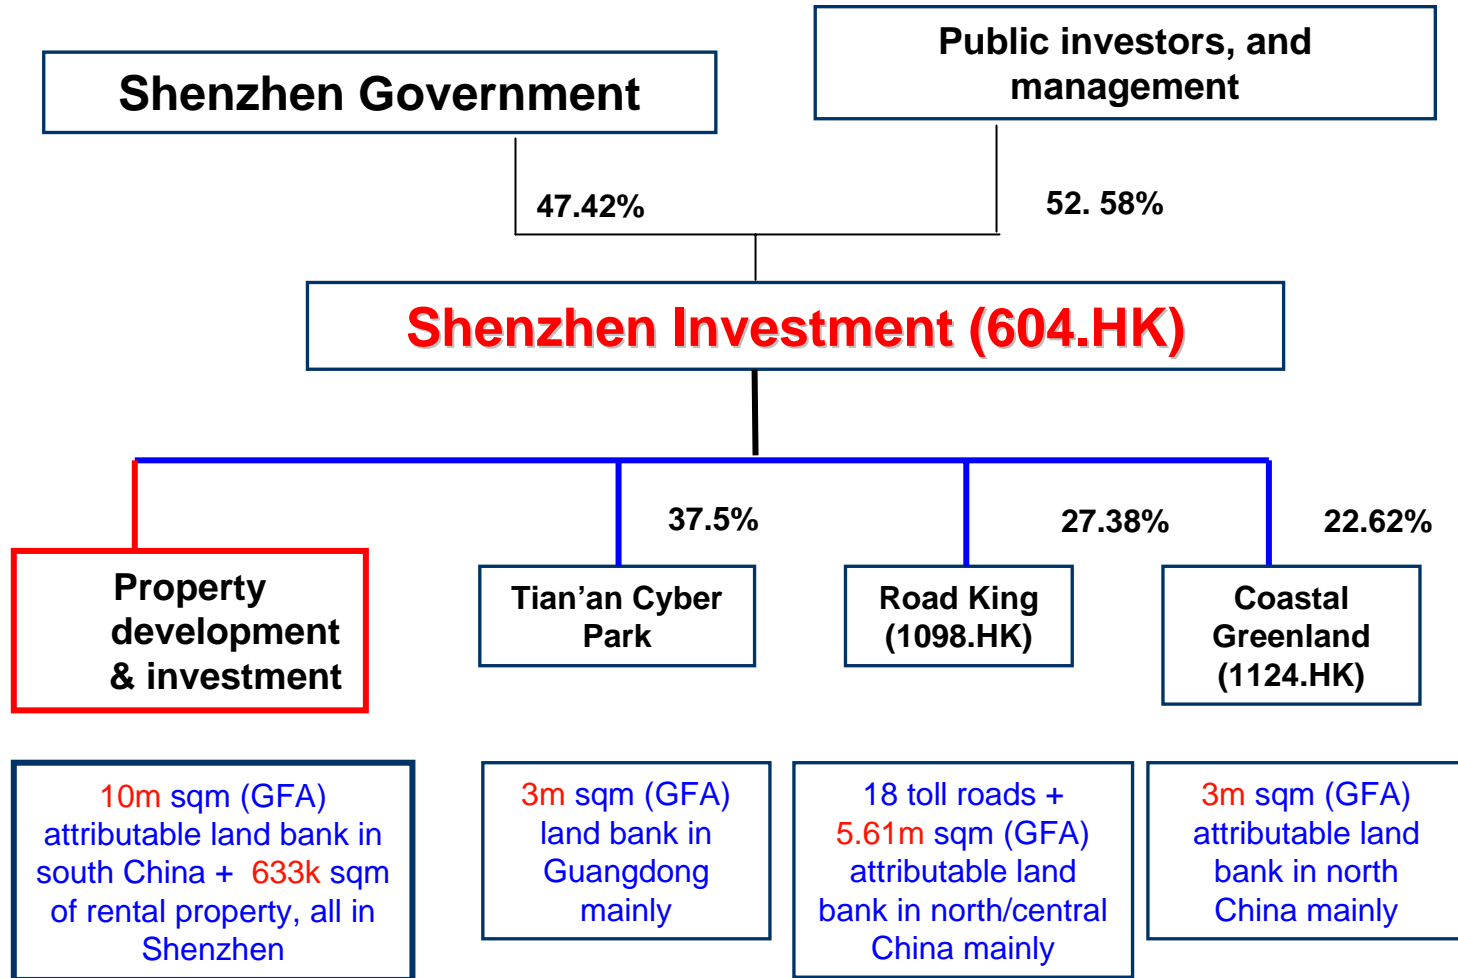 Shenzhen Government
Public investors, and
management
47.42%
52. 58%
Shenzhen Investment (604.HK)
37.5%
27.38%
22.62%
Property
development
& investment
Tian’an Cyber
Park
Road King
(1098.HK)
Coastal
Greenland
(1124.HK)
10m sqm (GFA)
attributable land bank in
south China + 633k sqm
of rental property, all in
Shenzhen
3m sqm (GFA)
land bank in
Guangdong
mainly
18 toll roads +
5.61m sqm (GFA)
attributable land
bank in north/central
China mainly
3m sqm (GFA)
attributable land
bank in north
China mainly